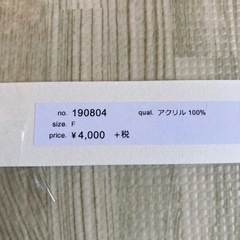 no. 190804 qual. アクリル 100%
size. F
price. ¥4,000 +税